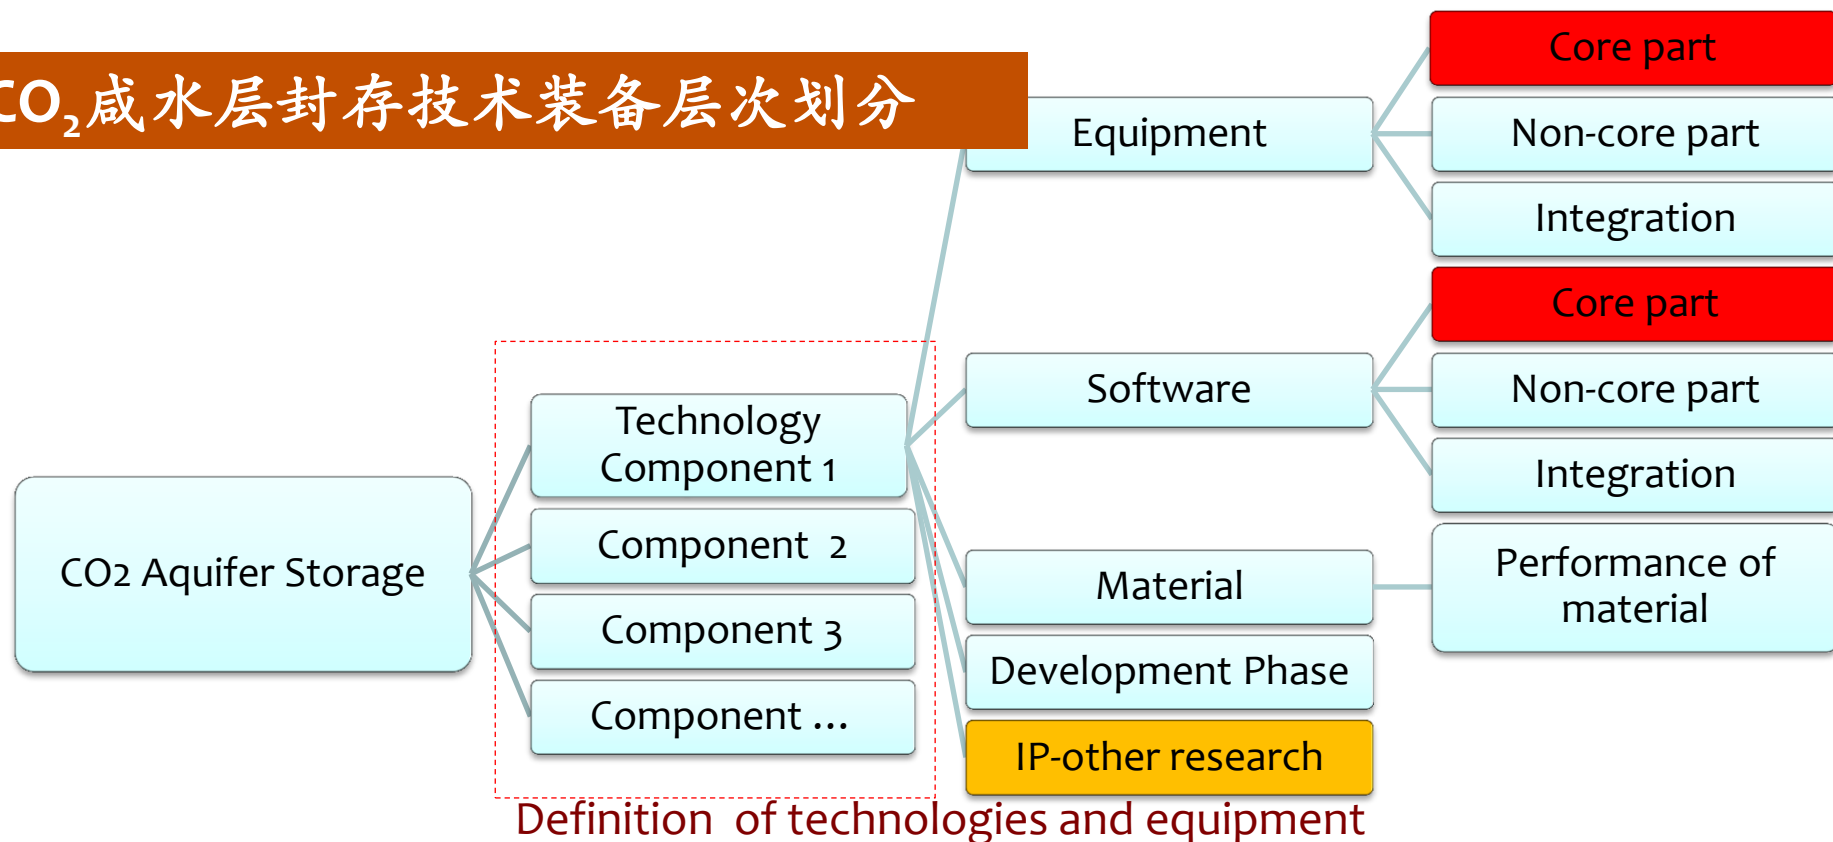 CO₂咸水层封存技术装备层次划分
CO2 Aquifer Storage
Technology
Component 1
Component 2
Component 3
Component ...
Equipment
Software
Material
Development Phase
IP-other research
Core part
Non-core part
Integration
Core part
Non-core part
Integration
Performance of
material
Definition of technologies and equipment